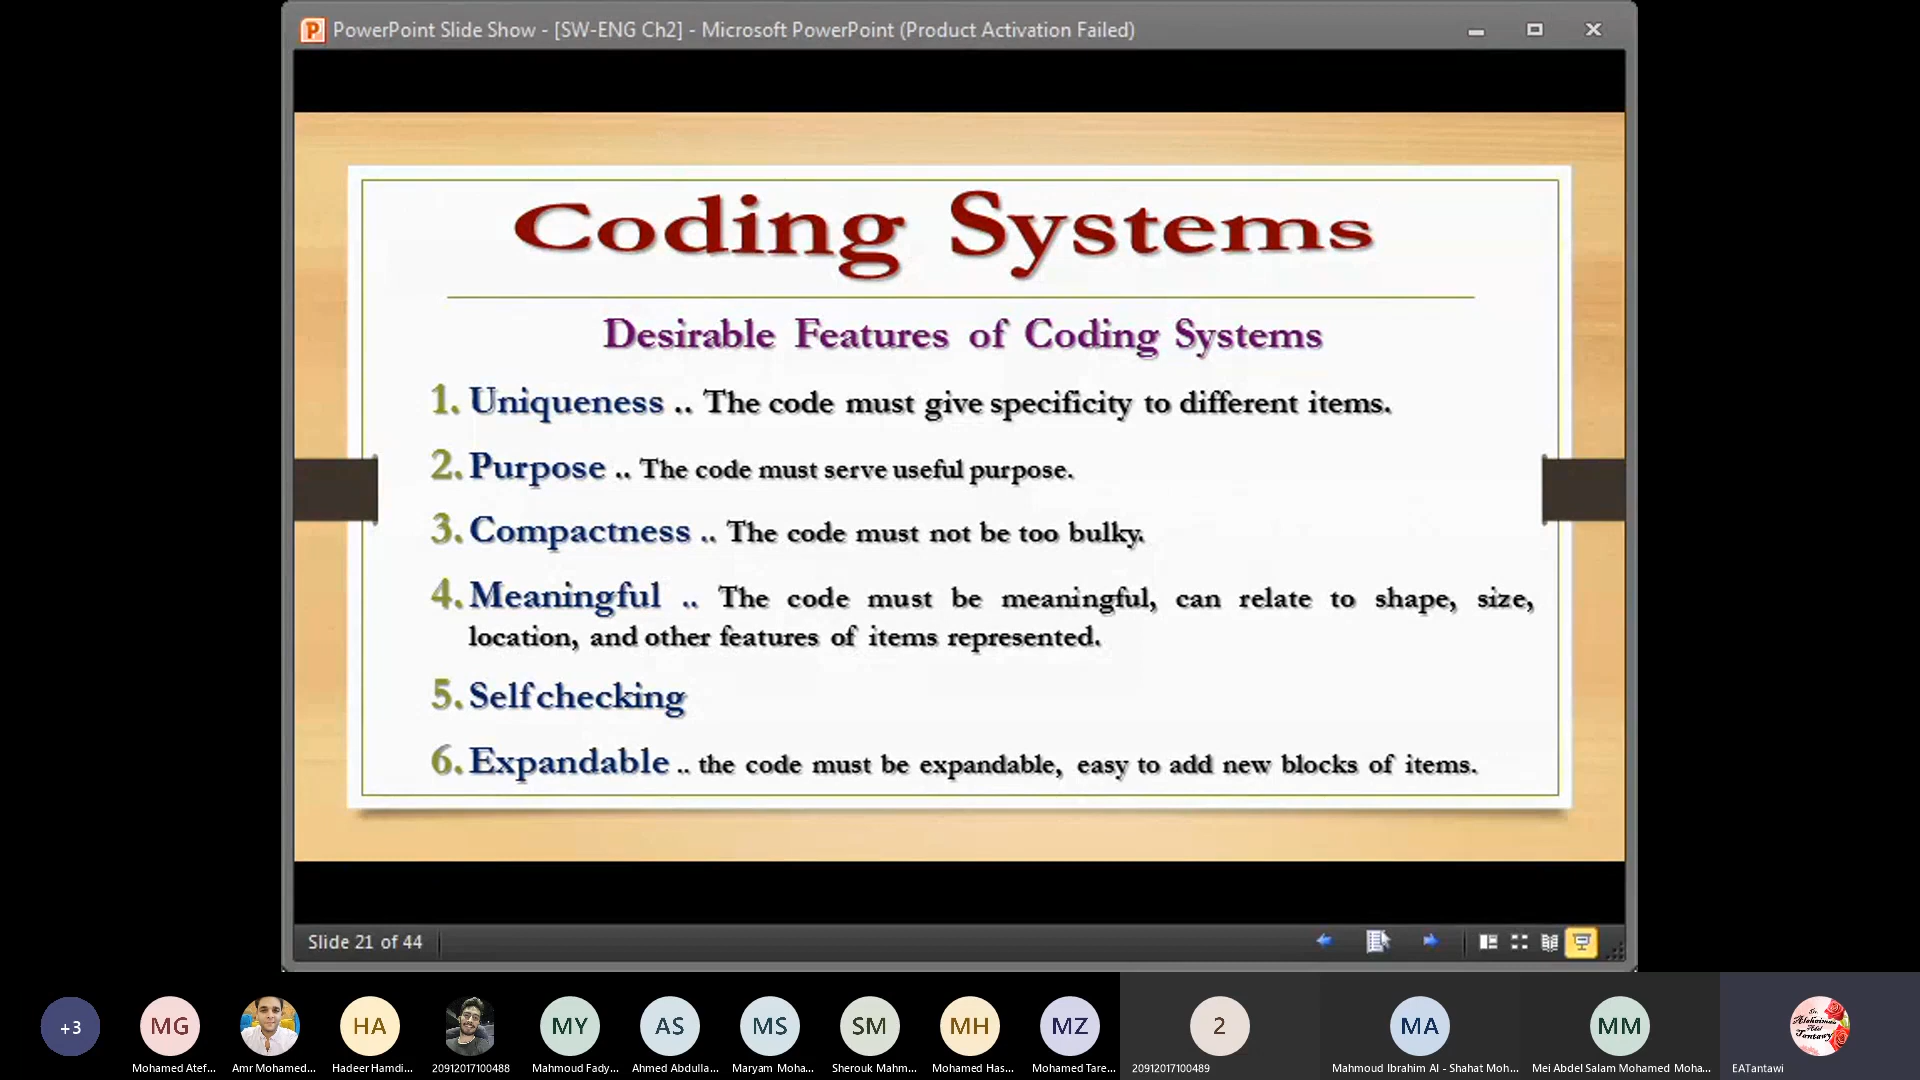 PowerPoint Slide Show - [SW-ENG Ch2] - Microsoft PowerPoint (Product Activation Failed)
Coding Systems
Desirable Features of Coding Systems
1. Uniqueness .. The code must give specificity to different items.
2. Purpose .. The code must serve useful purpose.
3. Compactness .. The code must not be too bulky.
4. Meaningful .. The code must be meaningful, can relate to shape, size,
location, and other features of items represented.
5. Self checking
6. Expandable .. the code must be expandable, easy to add new blocks of items.
Slide 21 of 44
+3 MG HA MY AS MS SM MH MZ 2 MA MM
Mohamed Atef... Amr Mohamed... Hadeer Hamdi... 20912017100488 Mahmoud Fady... Ahmed Abdulla... Maryam Moha... Sherouk Mahm... Mohamed Has... Mohamed Tare... 20912017100489 Mahmoud Ibrahim Al - Shahat Moh... Mei Abdel Salam Mohamed Moha... EATantawi